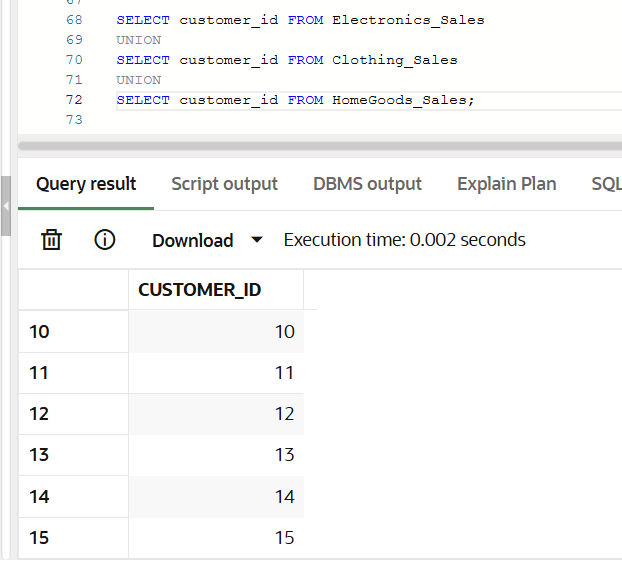 67
68 SELECT customer_id FROM Electronics_Sales
69 UNION
70 SELECT customer_id FROM Clothing_Sales
71 UNION
72 SELECT customer_id FROM HomeGoods_Sales;
73
Query result Script output DBMS output Explain Plan SQL
Download Execution time: 0.002 seconds
CUSTOMER_ID
10 10
11 11
12 12
13 13
14 14
15 15